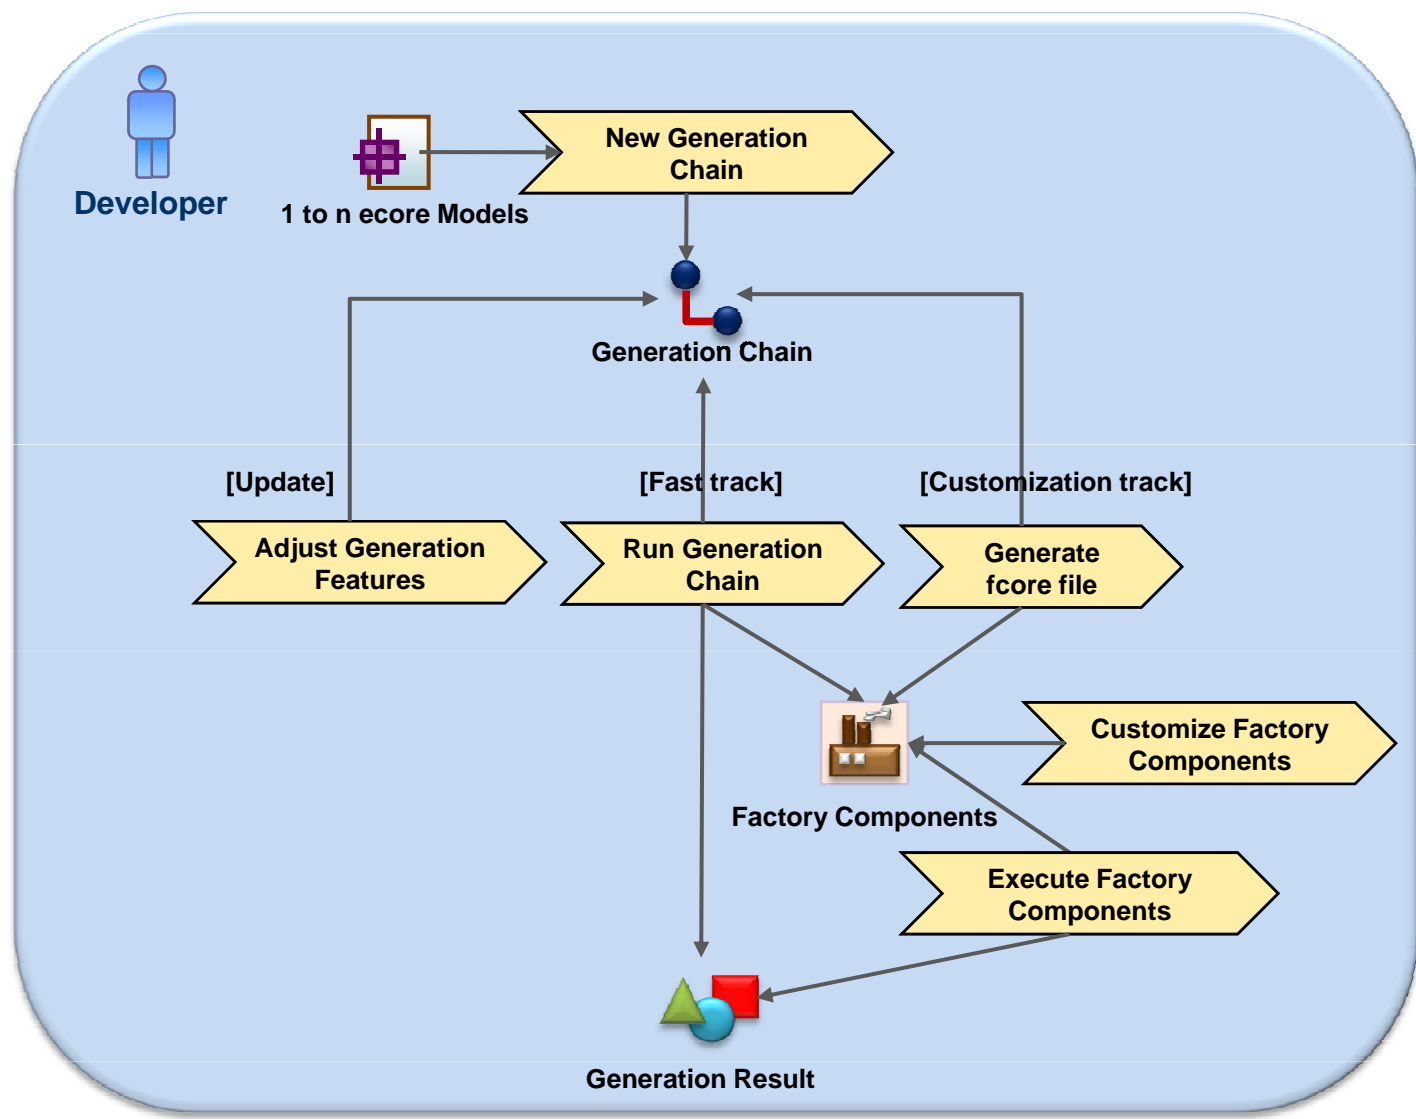 New Generation
Chain
Developer
1 to n ecore Models
Generation Chain
[Update]
[Fast track]
[Customization track]
Adjust Generation
Features
Run Generation
Chain
Generate
fcore file
Customize Factory
Components
Factory Components
Execute Factory
Components
Generation Result